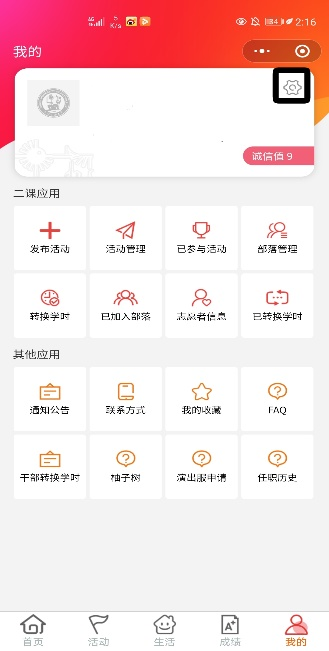 4G 0 K/s 84 2:16
我的
诚信值 9
二课应用
发布活动 活动管理 已参与活动 部落管理
转换学时 已加入部落 志愿者信息 已转换学时
其他应用
通知公告 联系方式 我的收藏 FAQ
干部转换学时 柚子树 演出服申请 任职历史
首页 活动 生活 成绩 我的